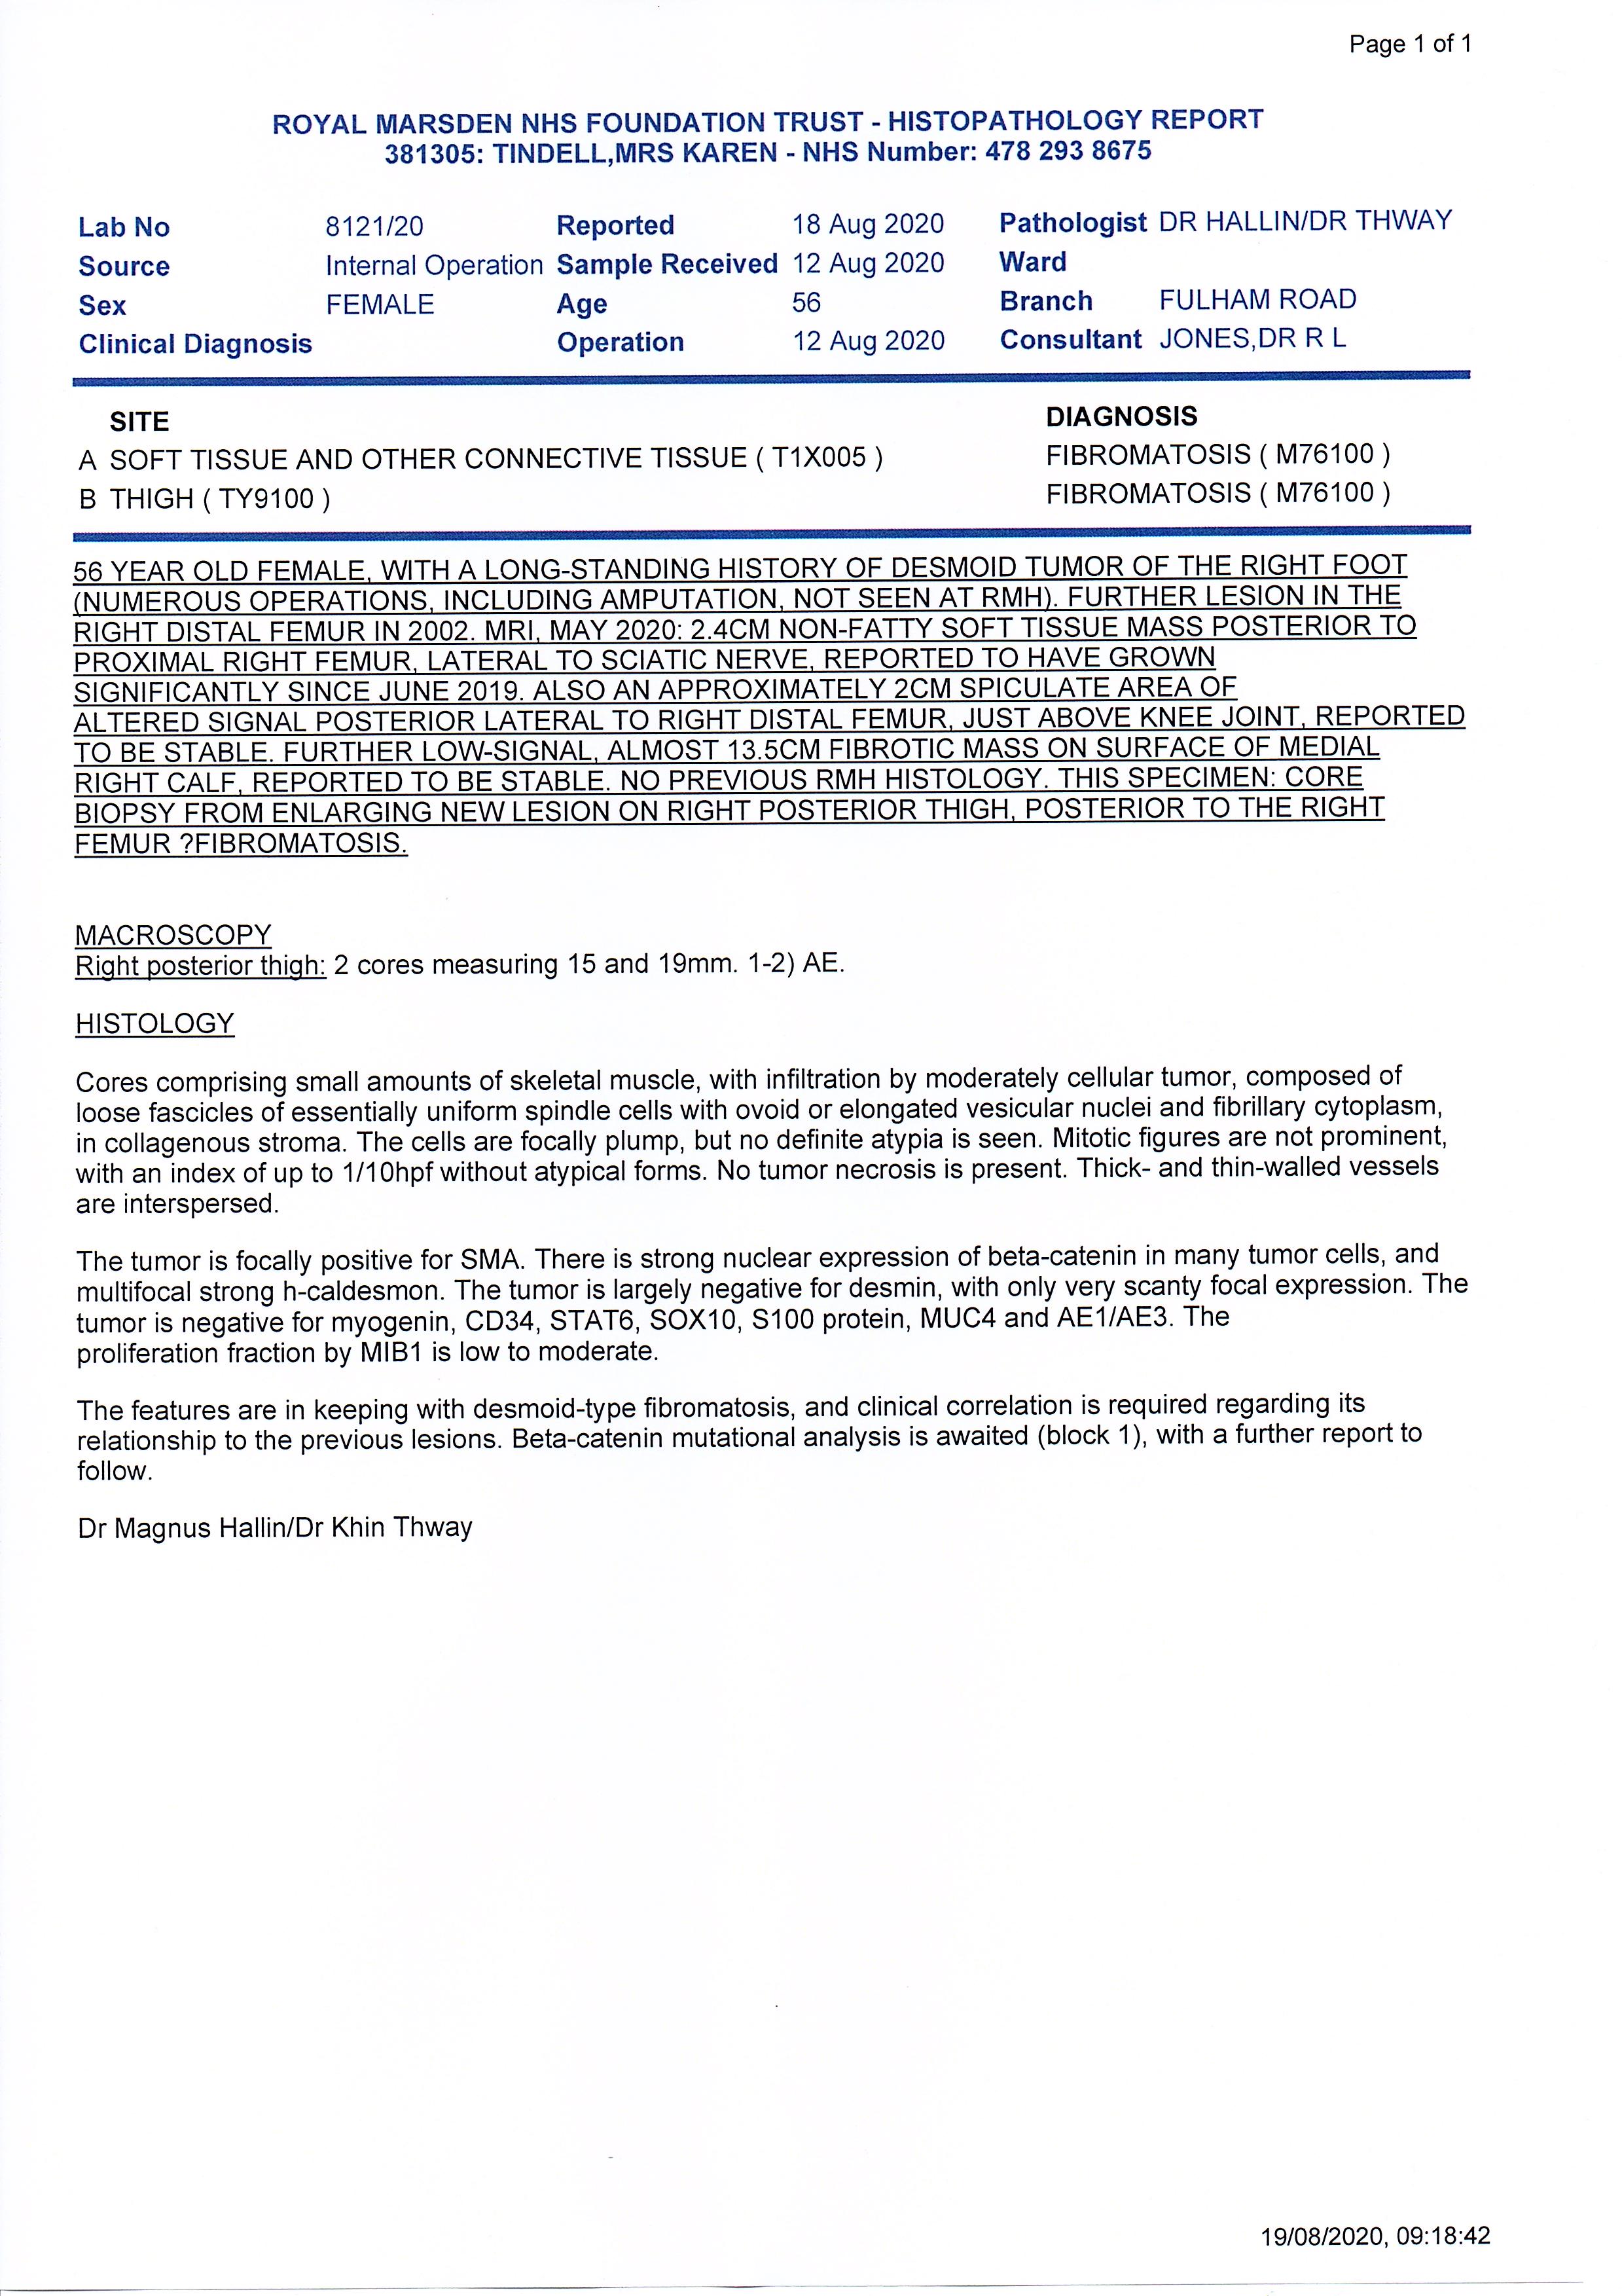 Page 1 of 1
ROYAL MARSDEN NHS FOUNDATION TRUST - HISTOPATHOLOGY REPORT
381305: TINDELL,MRS KAREN - NHS Number: 478 293 8675
Lab No 8121/20 Reported 18 Aug 2020 Pathologist DR HALLIN/DR THWAY
Source Internal Operation Sample Received 12 Aug 2020 Ward
Sex FEMALE Age 56 Branch FULHAM ROAD
Clinical Diagnosis Operation 12 Aug 2020 Consultant JONES,DR R L
SITE DIAGNOSIS
A SOFT TISSUE AND OTHER CONNECTIVE TISSUE ( T1X005 ) FIBROMATOSIS ( M76100 )
B THIGH ( TY9100 ) FIBROMATOSIS ( M76100 )
56 YEAR OLD FEMALE, WITH A LONG-STANDING HISTORY OF DESMOID TUMOR OF THE RIGHT FOOT
(NUMEROUS OPERATIONS, INCLUDING AMPUTATION, NOT SEEN AT RMH). FURTHER LESION IN THE
RIGHT DISTAL FEMUR IN 2002. MRI, MAY 2020: 2.4CM NON-FATTY SOFT TISSUE MASS POSTERIOR TO
PROXIMAL RIGHT FEMUR, LATERAL TO SCIATIC NERVE, REPORTED TO HAVE GROWN
SIGNIFICANTLY SINCE JUNE 2019. ALSO AN APPROXIMATELY 2CM SPICULATE AREA OF
ALTERED SIGNAL POSTERIOR LATERAL TO RIGHT DISTAL FEMUR, JUST ABOVE KNEE JOINT, REPORTED
TO BE STABLE. FURTHER LOW-SIGNAL, ALMOST 13.5CM FIBROTIC MASS ON SURFACE OF MEDIAL
RIGHT CALF, REPORTED TO BE STABLE. NO PREVIOUS RMH HISTOLOGY. THIS SPECIMEN: CORE
BIOPSY FROM ENLARGING NEW LESION ON RIGHT POSTERIOR THIGH, POSTERIOR TO THE RIGHT
FEMUR ?FIBROMATOSIS.
MACROSCOPY
Right posterior thigh: 2 cores measuring 15 and 19mm. 1-2) AE.
HISTOLOGY
Cores comprising small amounts of skeletal muscle, with infiltration by moderately cellular tumor, composed of
loose fascicles of essentially uniform spindle cells with ovoid or elongated vesicular nuclei and fibrillary cytoplasm,
in collagenous stroma. The cells are focally plump, but no definite atypia is seen. Mitotic figures are not prominent,
with an index of up to 1/10hpf without atypical forms. No tumor necrosis is present. Thick- and thin-walled vessels
are interspersed.
The tumor is focally positive for SMA. There is strong nuclear expression of beta-catenin in many tumor cells, and
multifocal strong h-caldesmon. The tumor is largely negative for desmin, with only very scanty focal expression. The
tumor is negative for myogenin, CD34, STAT6, SOX10, S100 protein, MUC4 and AE1/AE3. The
proliferation fraction by MIB1 is low to moderate.
The features are in keeping with desmoid-type fibromatosis, and clinical correlation is required regarding its
relationship to the previous lesions. Beta-catenin mutational analysis is awaited (block 1), with a further report to
follow.
Dr Magnus Hallin/Dr Khin Thway
19/08/2020, 09:18:42